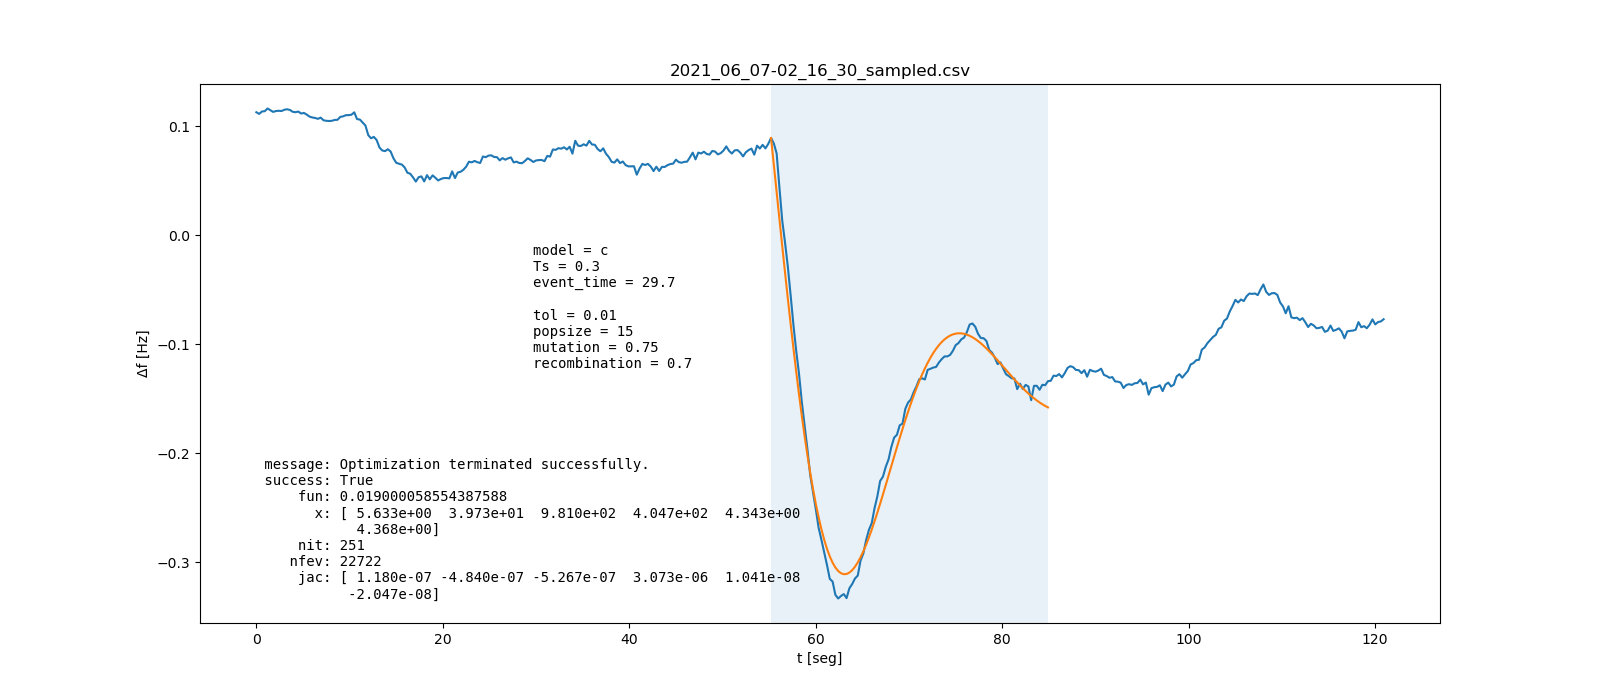 2021_06_07-02_16_30_sampled.csv
0.1
0.0
−0.1
−0.2
−0.3
Δf [Hz]
model = c
Ts = 0.3
event_time = 29.7
tol = 0.01
popsize = 15
mutation = 0.75
recombination = 0.7
message: Optimization terminated successfully.
success: True
fun: 0.019000058554387588
x: [ 5.633e+00 3.973e+01 9.810e+02 4.047e+02 4.343e+00
4.368e+00]
nit: 251
nfev: 22722
jac: [ 1.180e-07 -4.840e-07 -5.267e-07 3.073e-06 1.041e-08
-2.047e-08]
0 20 40 60 80 100 120
t [seg]